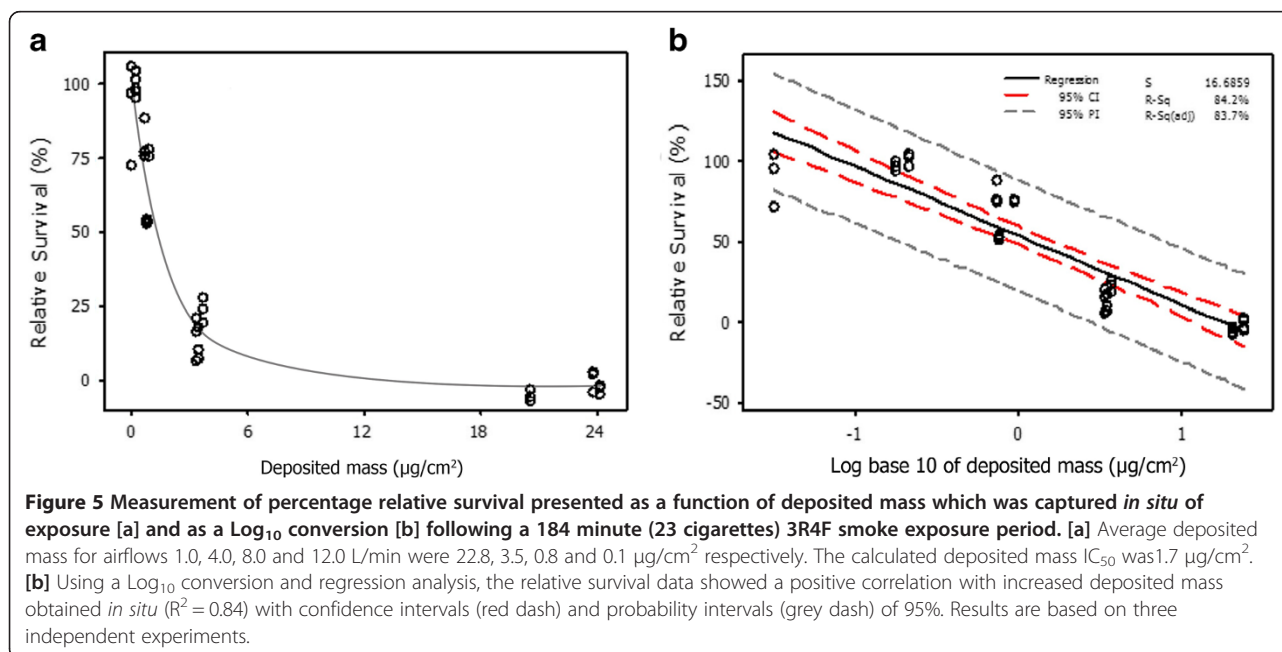 a
100
75
50
25
0
Relative Survival (%)
0 6 12 18 24
Deposited mass (µg/cm²)
b
150
100
50
0
-50
Relative Survival (%)
-1 0 1
Log base 10 of deposited mass (µg/cm²)
Regression
95% CI
95% PI
S 16.6859
R-Sq 84.2%
R-Sq(adj) 83.7%
Figure 5 Measurement of percentage relative survival presented as a function of deposited mass which was captured in situ of
exposure [a] and as a Log₁₀ conversion [b] following a 184 minute (23 cigarettes) 3R4F smoke exposure period. [a] Average deposited
mass for airflows 1.0, 4.0, 8.0 and 12.0 L/min were 22.8, 3.5, 0.8 and 0.1 µg/cm² respectively. The calculated deposited mass IC₅₀ was1.7 µg/cm².
[b] Using a Log₁₀ conversion and regression analysis, the relative survival data showed a positive correlation with increased deposited mass
obtained in situ (R² = 0.84) with confidence intervals (red dash) and probability intervals (grey dash) of 95%. Results are based on three
independent experiments.